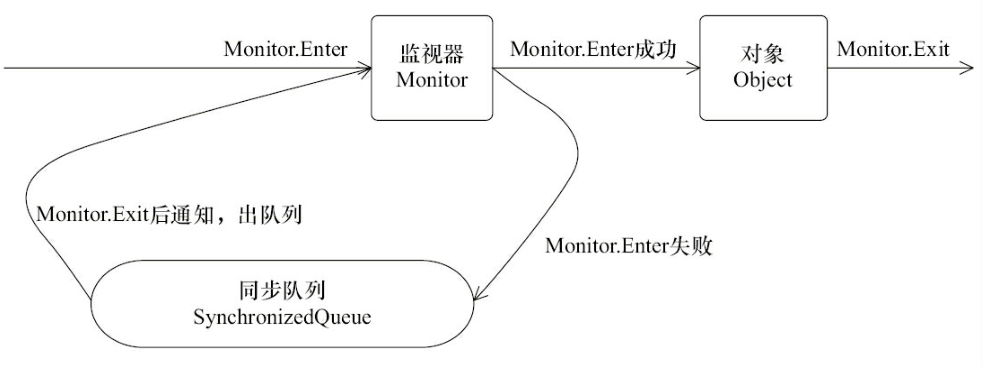 Monitor.Enter
监视器
Monitor
Monitor.Enter成功
对象
Object
Monitor.Exit
Monitor.Exit后通知，出队列
Monitor.Enter失败
同步队列
SynchronizedQueue